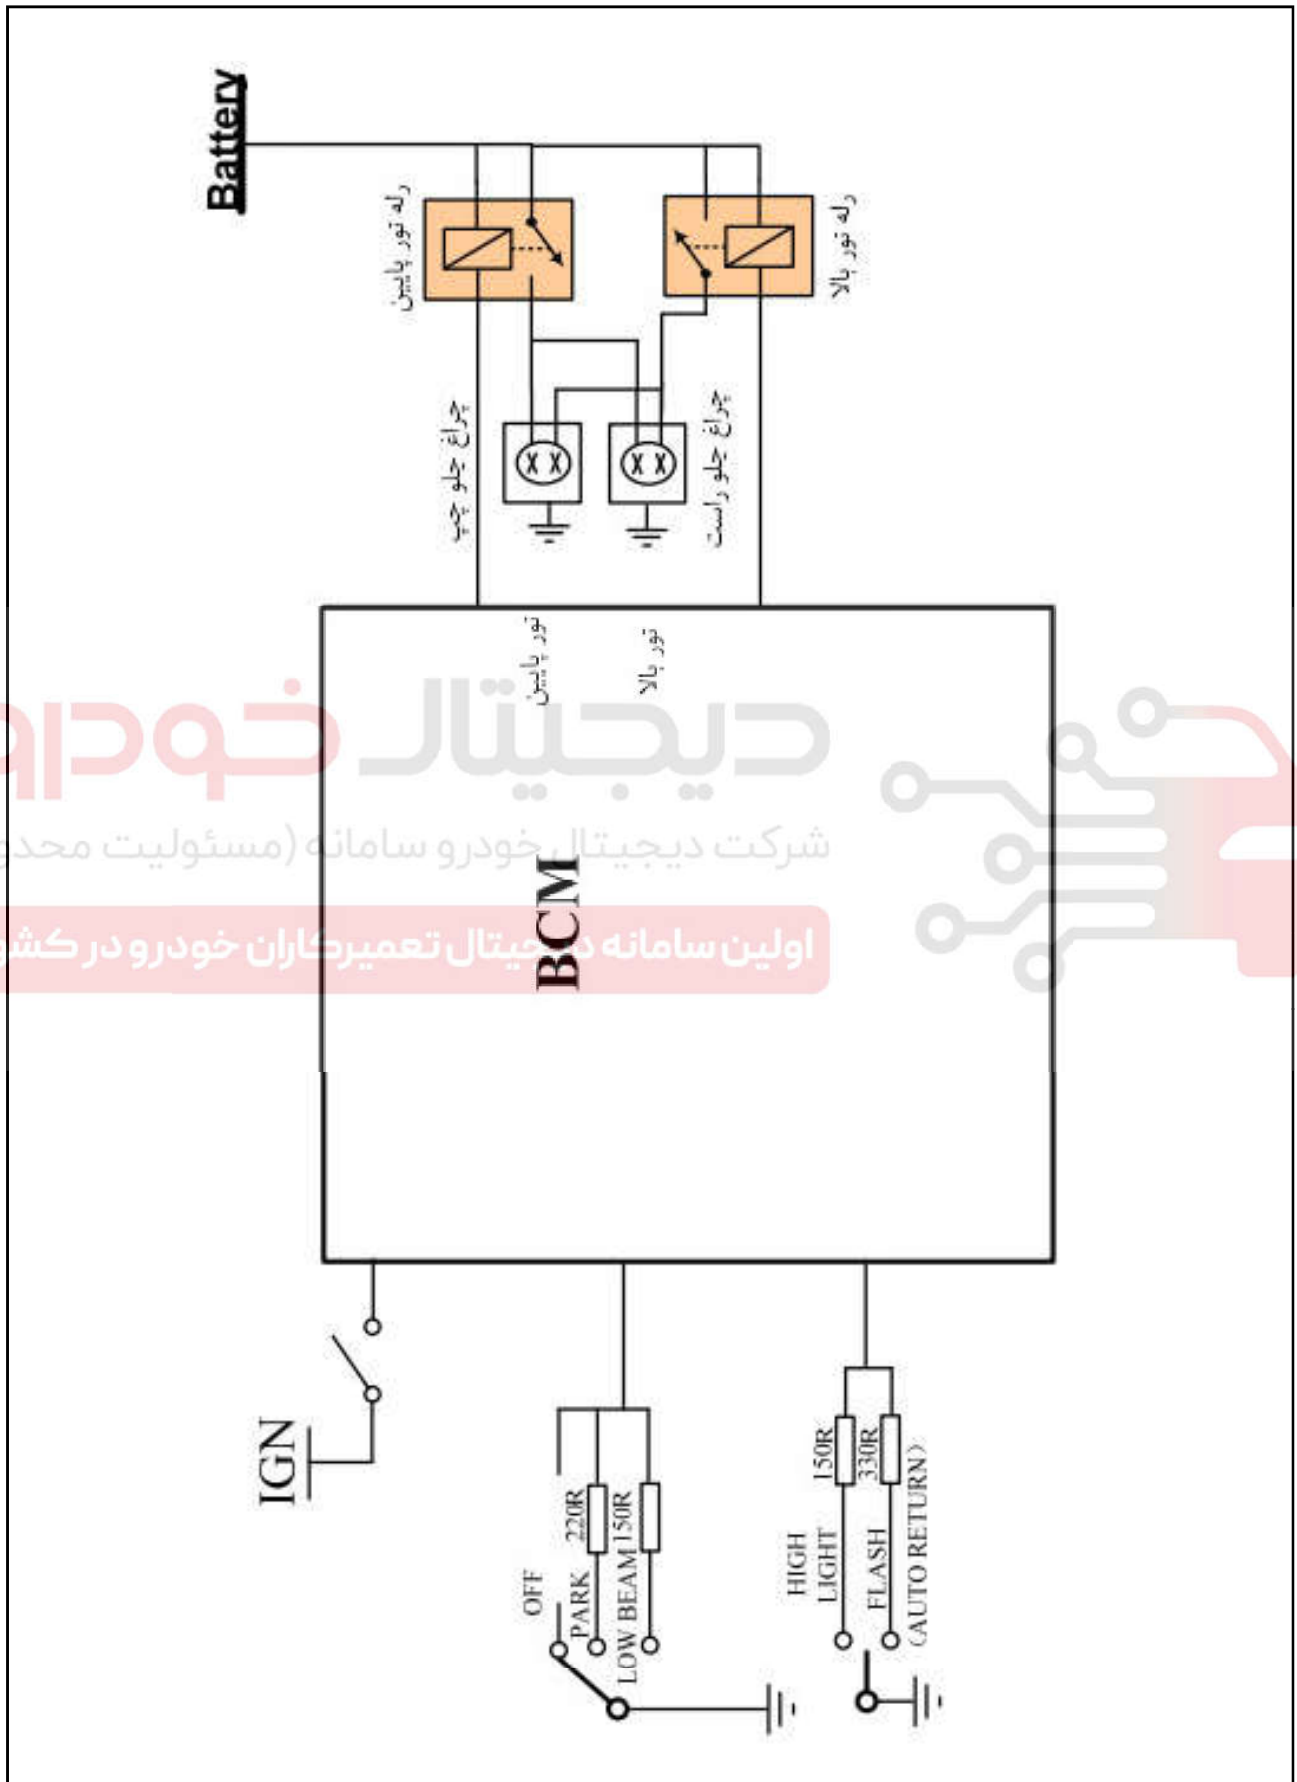 Battery
رله نور پایین
رله نور بالا
چراغ جلو چپ
چراغ جلو راست
نور پایین
نور بالا
دیجیتال خودرو
شرکت دیجیتال خودرو سامانه (مسئولیت محدو
اولین سامانه دیجیتال تعمیرکاران خودرو در کشو
BCM
IGN
OFF
PARK
220R
LOW BEAM
150R
HIGH
LIGHT
150R
FLASH
330R
(AUTO RETURN)